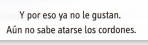 Y por eso ya no le gustan.
Aún no sabe atarse los cordones.